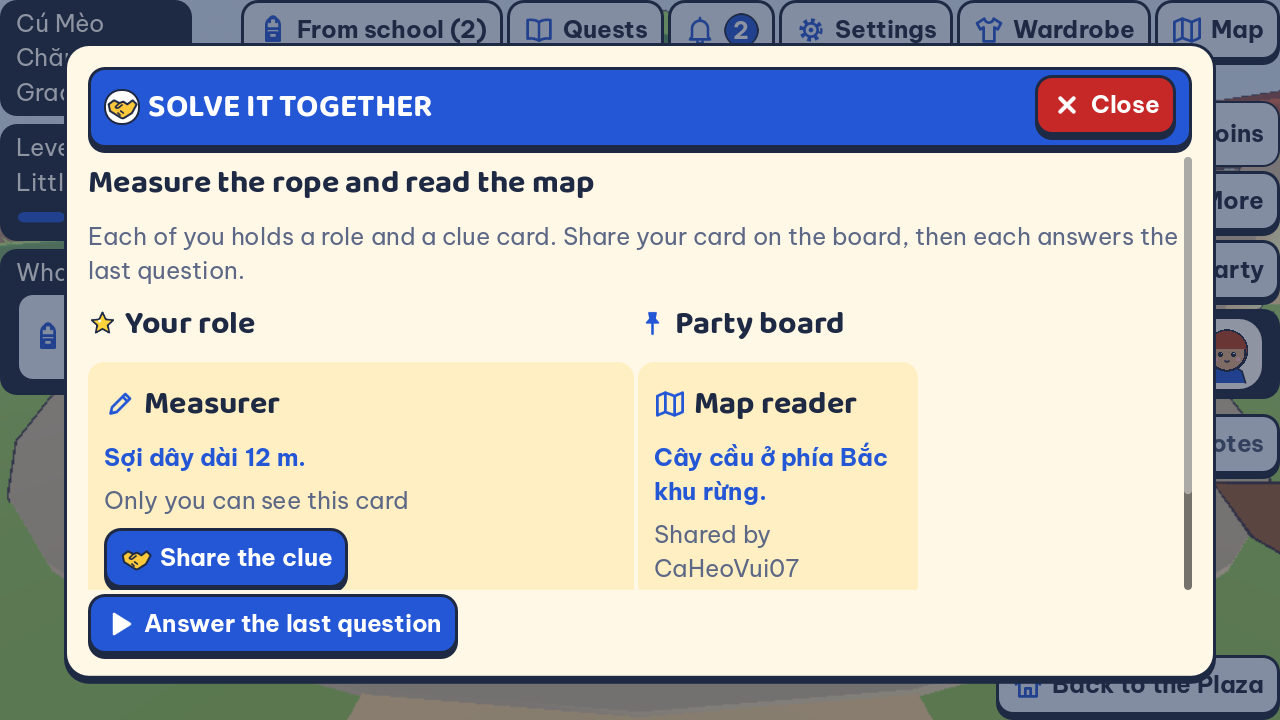 Cú Mèo
From school (2)
Quests
2
Settings
Wardrobe
Map
SOLVE IT TOGETHER
Close
Measure the rope and read the map
Each of you holds a role and a clue card. Share your card on the board, then each answers the
last question.
Your role
Party board
Measurer
Sợi dây dài 12 m.
Only you can see this card
Share the clue
Map reader
Cây cầu ở phía Bắc
khu rừng.
Shared by
CaHeoVui07
Answer the last question
Back to the Plaza